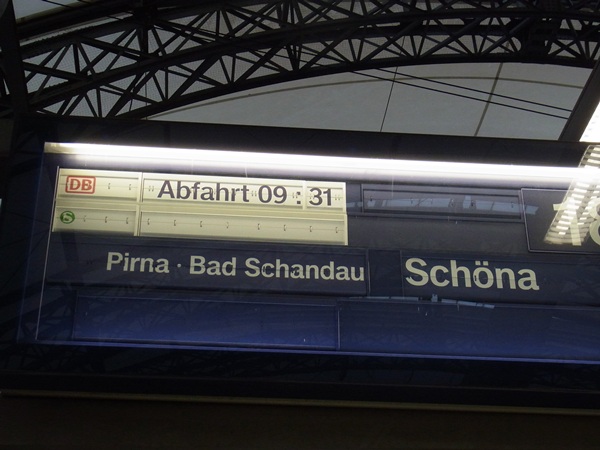 DB Abfahrt 09 : 31
S
Pirna · Bad Schandau Schöna